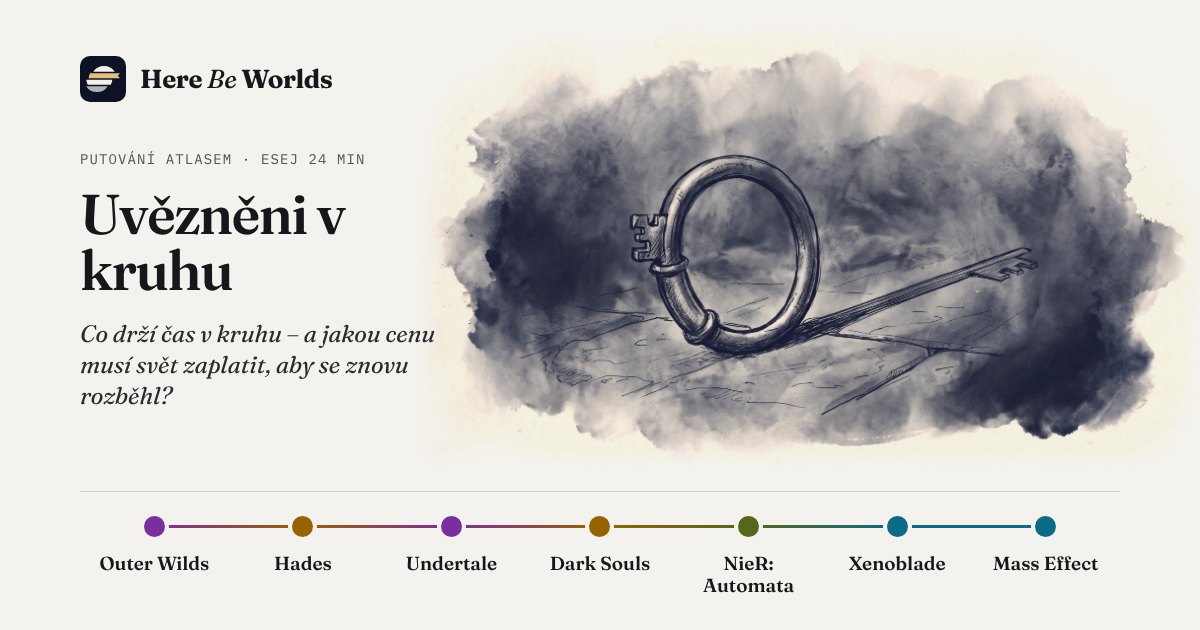 Here Be Worlds
PUTOVÁNÍ ATLASEM · ESEJ 24 MIN
Uvězněni v
kruhu
Co drží čas v kruhu – a jakou cenu
musí svět zaplatit, aby se znovu
rozběhl?
Outer Wilds
Hades
Undertale
Dark Souls
NieR:
Automata
Xenoblade
Mass Effect